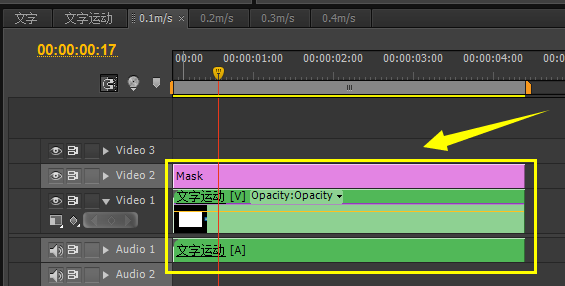 文字 文字运动 0.1m/s × 0.2m/s 0.3m/s 0.4m/s
00:00:00:17
00:00 00:00:01:00 00:00:02:00 00:00:03:00 00:00:04:00
Video 3
Video 2 Mask
Video 1 文字运动 [V] Opacity:Opacity
Audio 1 文字运动 [A]
Audio 2